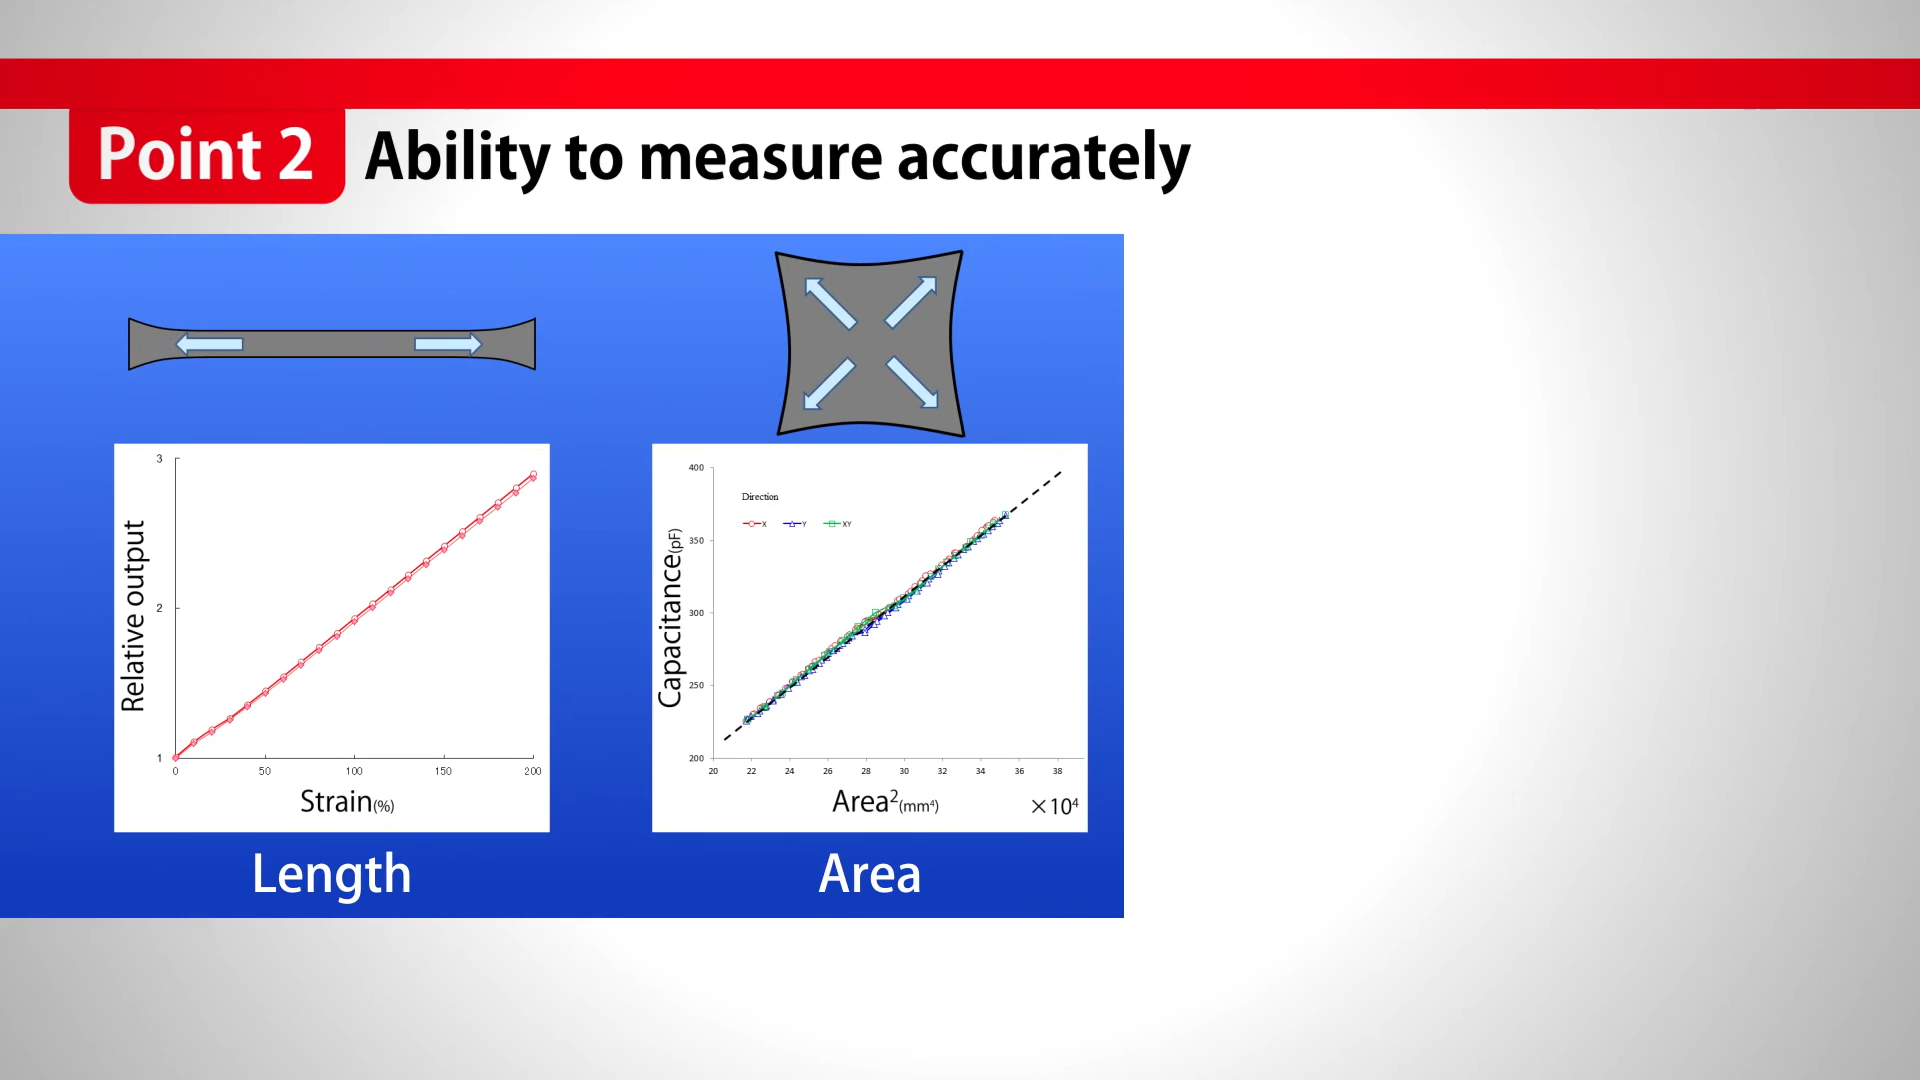 Point 2
Ability to measure accurately
3
2
1
Relative output
0 50 100 150 200
Strain(%)
Length
400
350
300
250
200
Direction
X Y XY
Capacitance(pF)
20 22 24 26 28 30 32 34 36 38
Area²(mm⁴)
×10⁴
Area